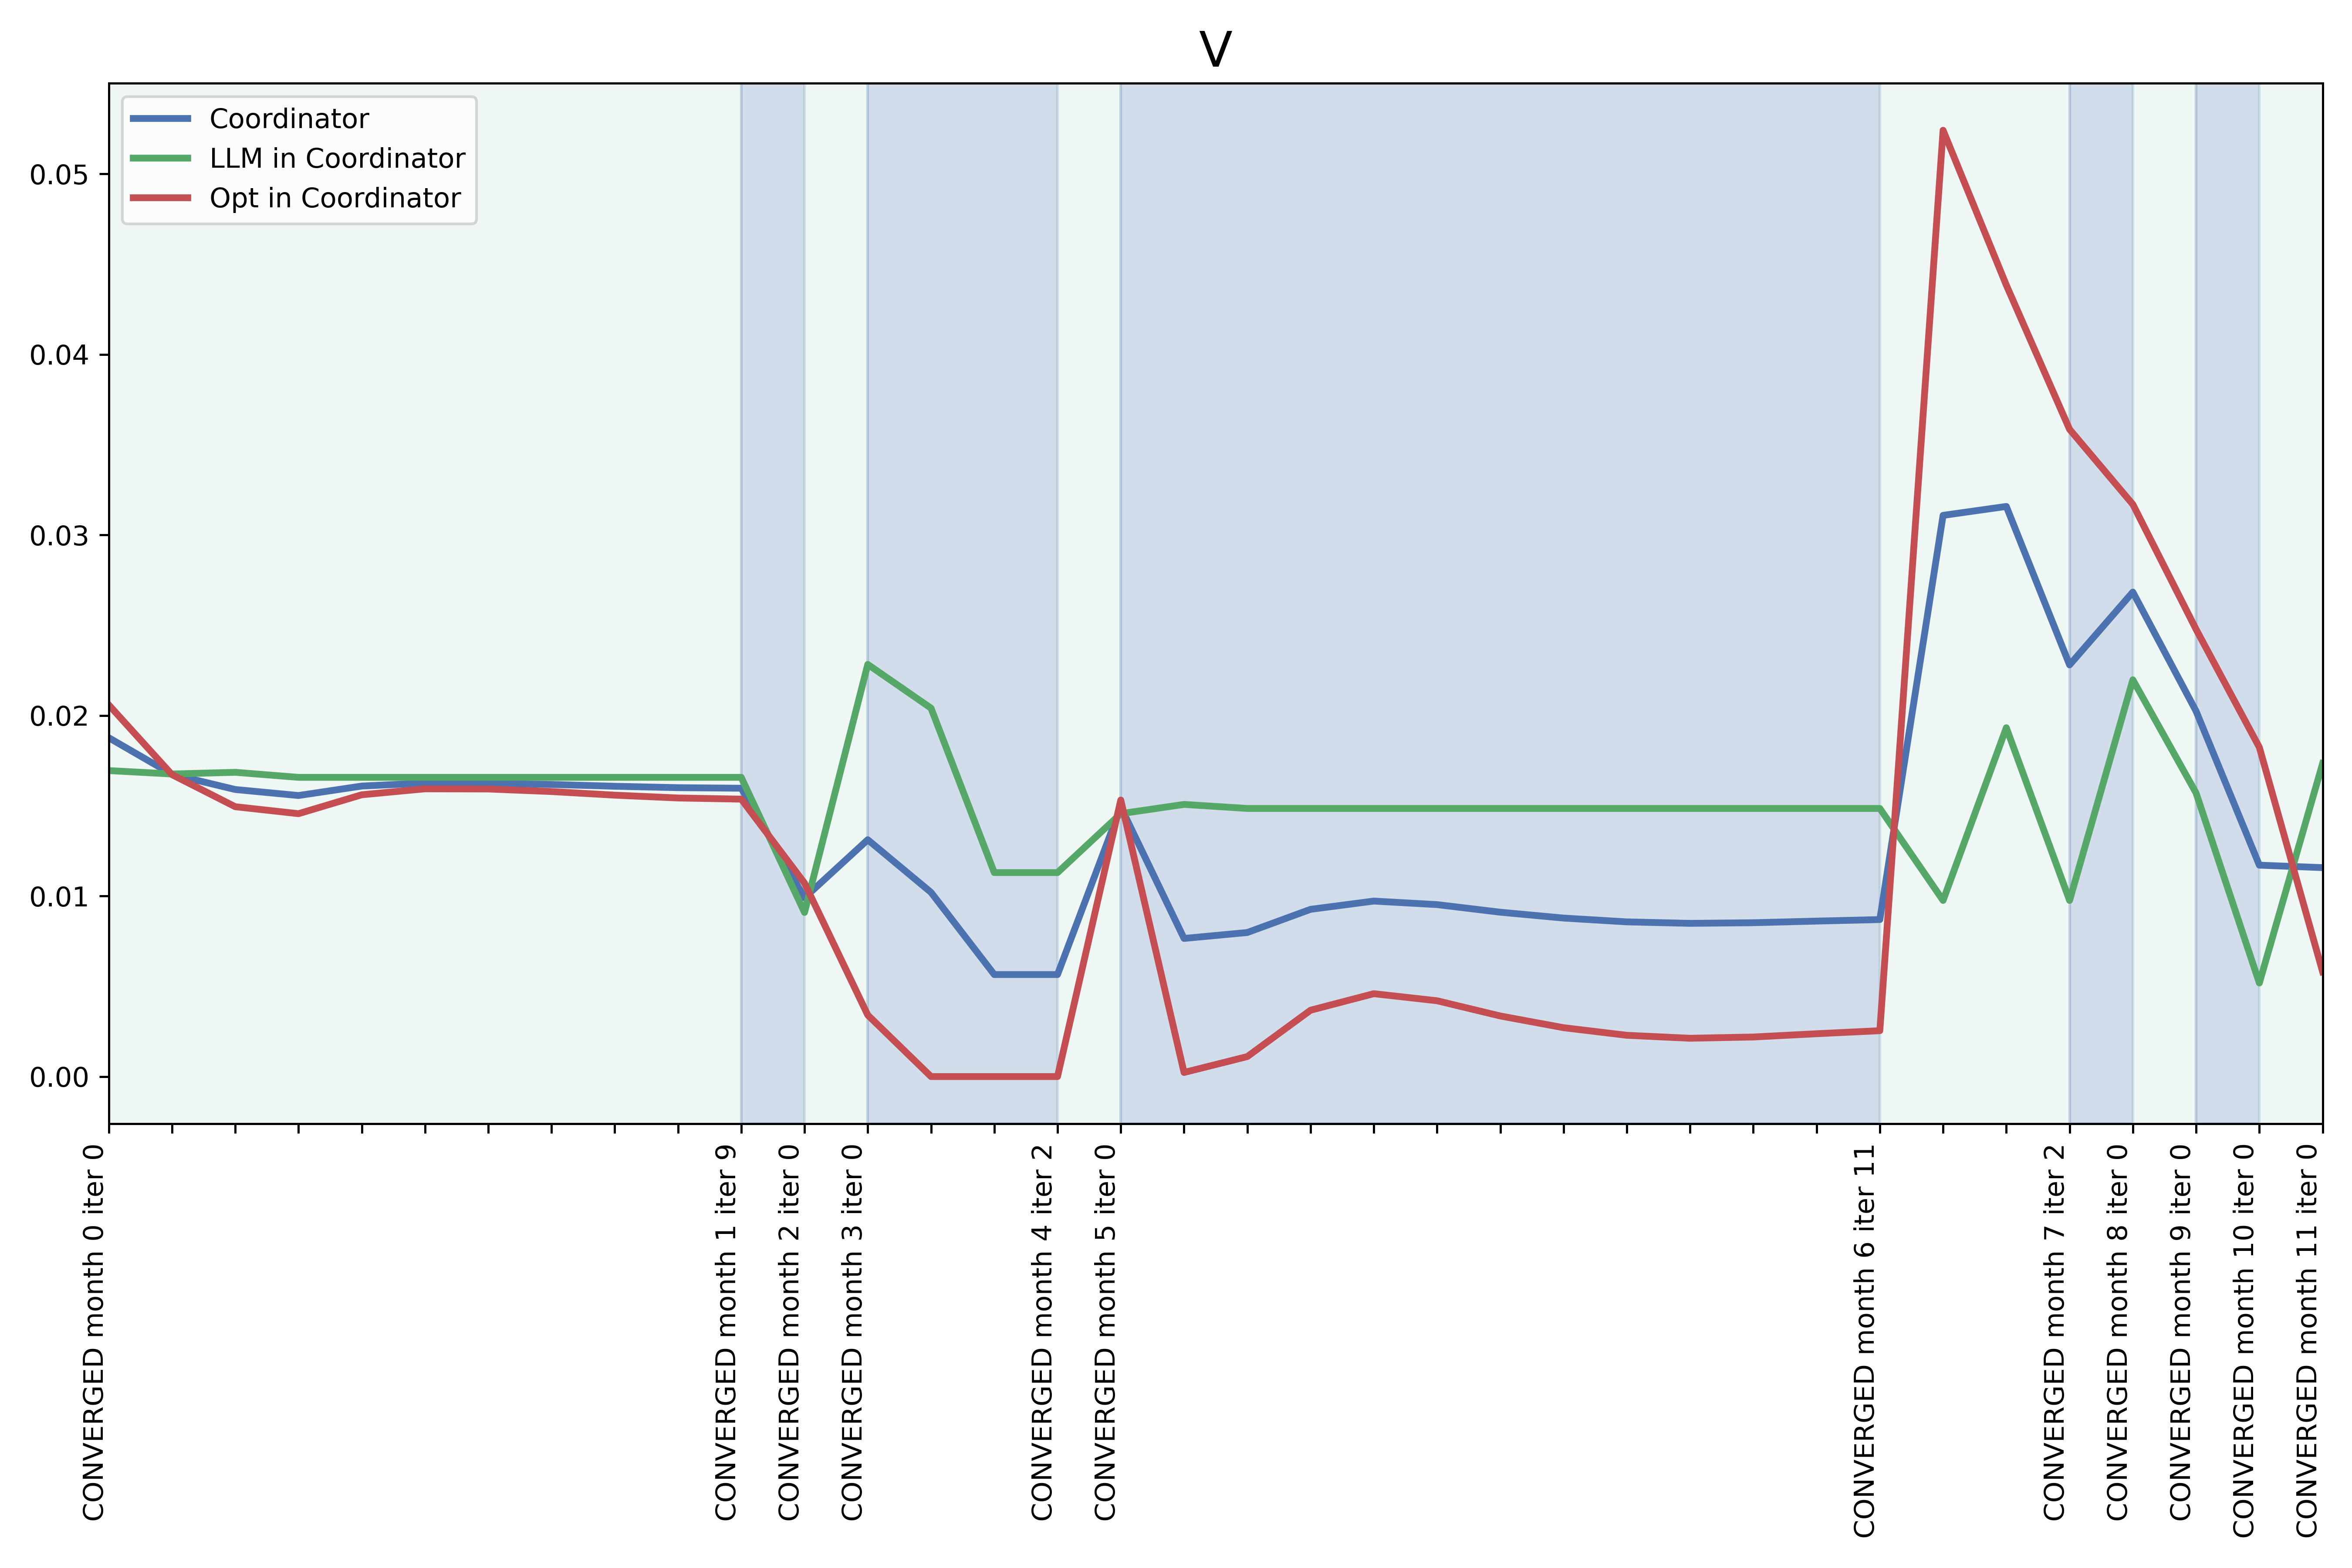 V
Coordinator
LLM in Coordinator
Opt in Coordinator
0.05
0.04
0.03
0.02
0.01
0.00
CONVERGED month 0 iter 0
CONVERGED month 1 iter 9
CONVERGED month 2 iter 0
CONVERGED month 3 iter 0
CONVERGED month 4 iter 2
CONVERGED month 5 iter 0
CONVERGED month 6 iter 11
CONVERGED month 7 iter 2
CONVERGED month 8 iter 0
CONVERGED month 9 iter 0
CONVERGED month 10 iter 0
CONVERGED month 11 iter 0